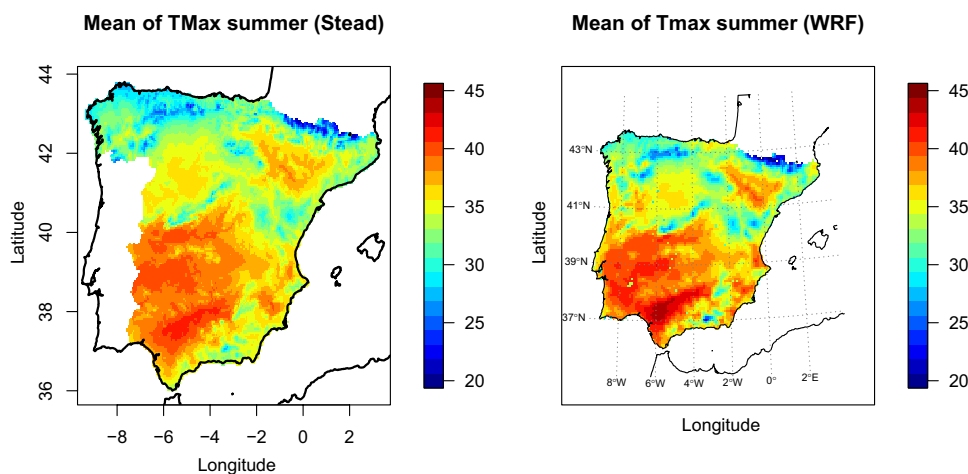 Mean of TMax summer (Stead)
44
42
40
38
36
Latitude
−8
−6
−4
−2
0
2
Longitude
45
40
35
30
25
20
Mean of Tmax summer (WRF)
43°N
41°N
39°N
37°N
Latitude
8°W
6°W
4°W
2°W
0°
2°E
Longitude
45
40
35
30
25
20